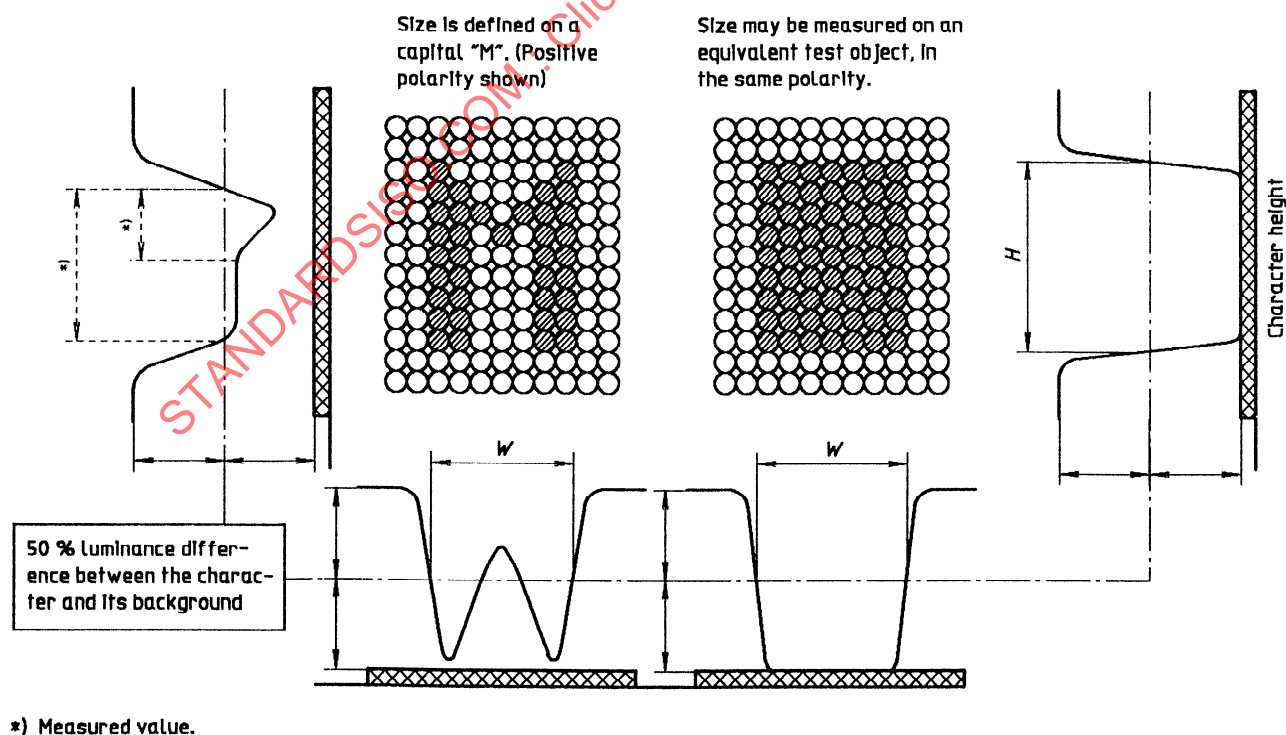 Size is defined on a
capital "M". (Positive
polarity shown)
Size may be measured on an
equivalent test object, in
the same polarity.
*)
*)
H
Character height
W
W
50 % luminance differ-
ence between the charac-
ter and its background
*) Measured value.
STANDARDSISO.COM : Clic